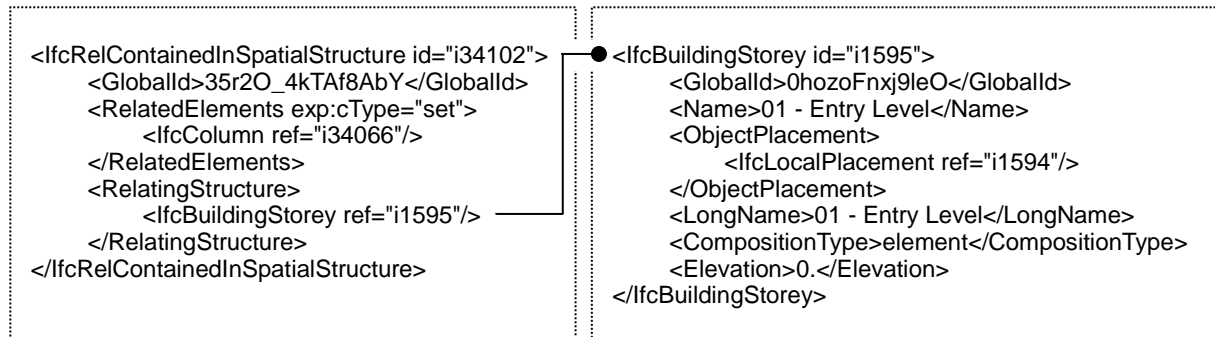 <IfcRelContainedInSpatialStructure id="i34102">
<GlobalId>35r2O_4kTAf8AbY</GlobalId>
<RelatedElements exp:cType="set">
<IfcColumn ref="i34066"/>
</RelatedElements>
<RelatingStructure>
<IfcBuildingStorey ref="i1595"/>
</RelatingStructure>
</IfcRelContainedInSpatialStructure>
<IfcBuildingStorey id="i1595">
<GlobalId>0hozoFnxj9leO</GlobalId>
<Name>01 - Entry Level</Name>
<ObjectPlacement>
<IfcLocalPlacement ref="i1594"/>
</ObjectPlacement>
<LongName>01 - Entry Level</LongName>
<CompositionType>element</CompositionType>
<Elevation>0.</Elevation>
</IfcBuildingStorey>